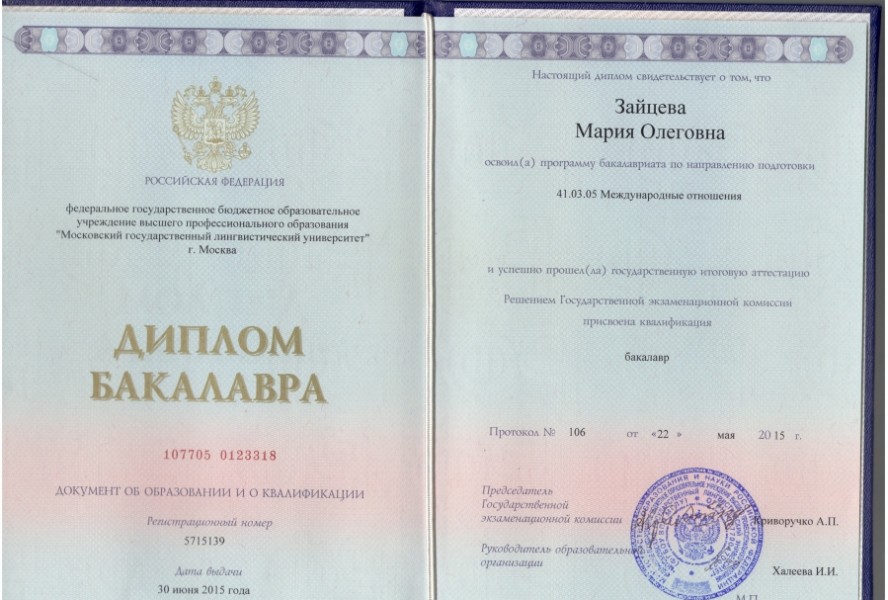 РОССИЙСКАЯ ФЕДЕРАЦИЯ
федеральное государственное бюджетное образовательное
учреждение высшего профессионального образования
"Московский государственный лингвистический университет"
г. Москва
ДИПЛОМ
БАКАЛАВРА
107705 0123318
ДОКУМЕНТ ОБ ОБРАЗОВАНИИ И О КВАЛИФИКАЦИИ
Регистрационный номер
5715139
Дата выдачи
30 июня 2015 года
Настоящий диплом свидетельствует о том, что
Зайцева
Мария Олеговна
освоил(а) программу бакалавриата по направлению подготовки
41.03.05 Международные отношения
и успешно прошел(ла) государственную итоговую аттестацию
Решением Государственной экзаменационной комиссии
присвоена квалификация
бакалавр
Протокол № 106 от «22 » мая 2015 г.
Председатель
Государственной
экзаменационной комиссии Криворучко А.П.
Руководитель образовательной
организации Халеева И.И.
М.П.